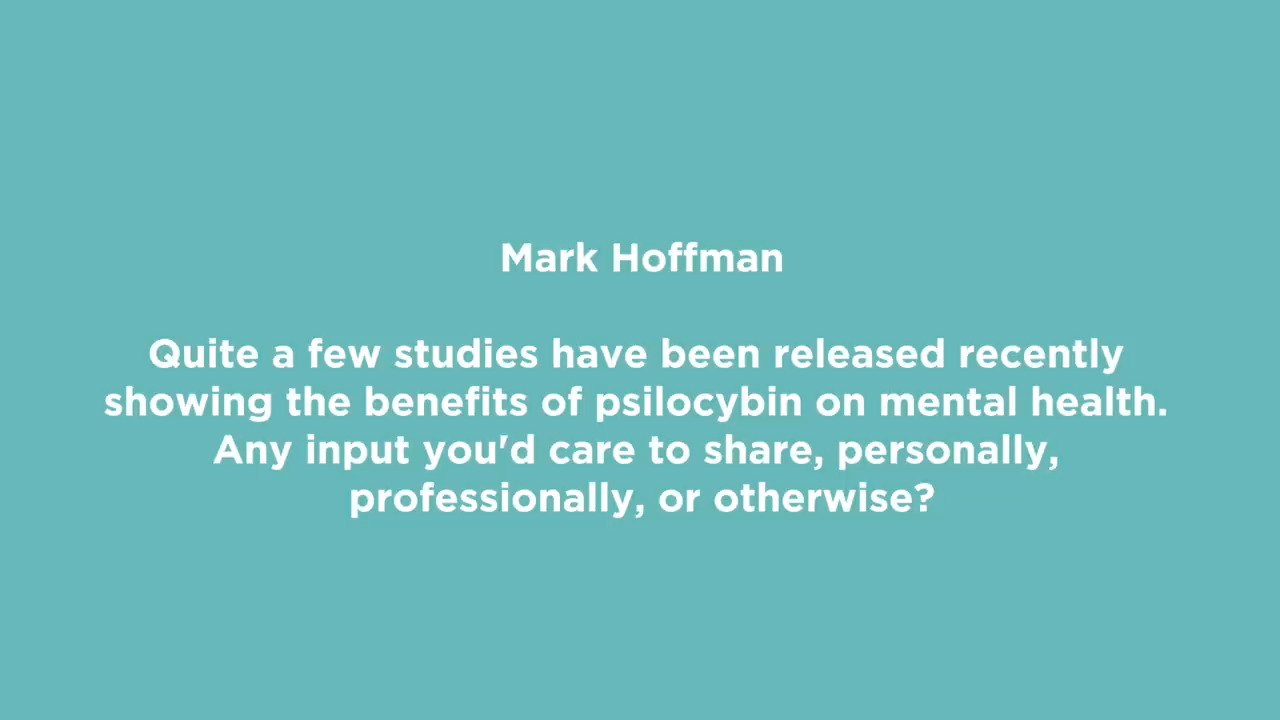 Mark Hoffman
Quite a few studies have been released recently
showing the benefits of psilocybin on mental health.
Any input you'd care to share, personally,
professionally, or otherwise?